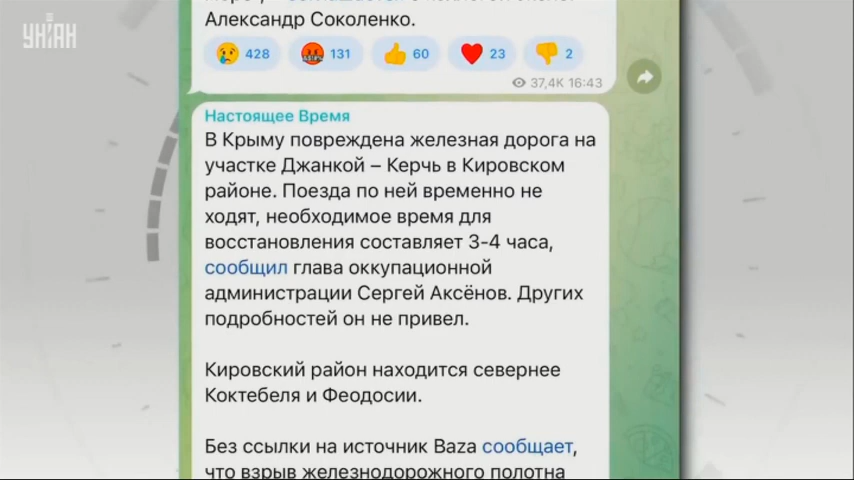 УНІАН
Александр Соколенко.
428 131 60 23 2
37,4K 16:43
Настоящее Время
В Крыму повреждена железная дорога на
участке Джанкой – Керчь в Кировском
районе. Поезда по ней временно не
ходят, необходимое время для
восстановления составляет 3-4 часа,
сообщил глава оккупационной
администрации Сергей Аксёнов. Других
подробностей он не привел.
Кировский район находится севернее
Коктебеля и Феодосии.
Без ссылки на источник Baza сообщает,
что взрыв железнодорожного полотна